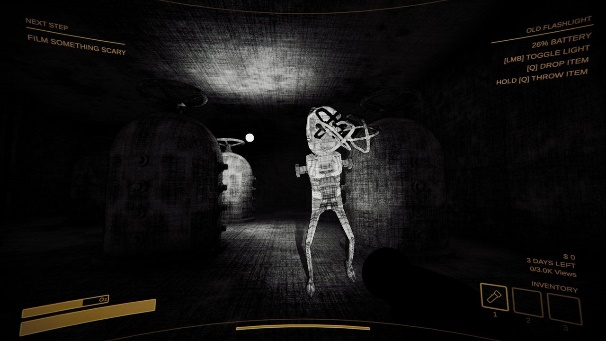 NEXT STEP
FILM SOMETHING SCARY
OLD FLASHLIGHT
26% BATTERY
[LMB] TOGGLE LIGHT
[Q] DROP ITEM
HOLD [Q] THROW ITEM
$ 0
3 DAYS LEFT
0/3.0K Views
INVENTORY
1 2 3